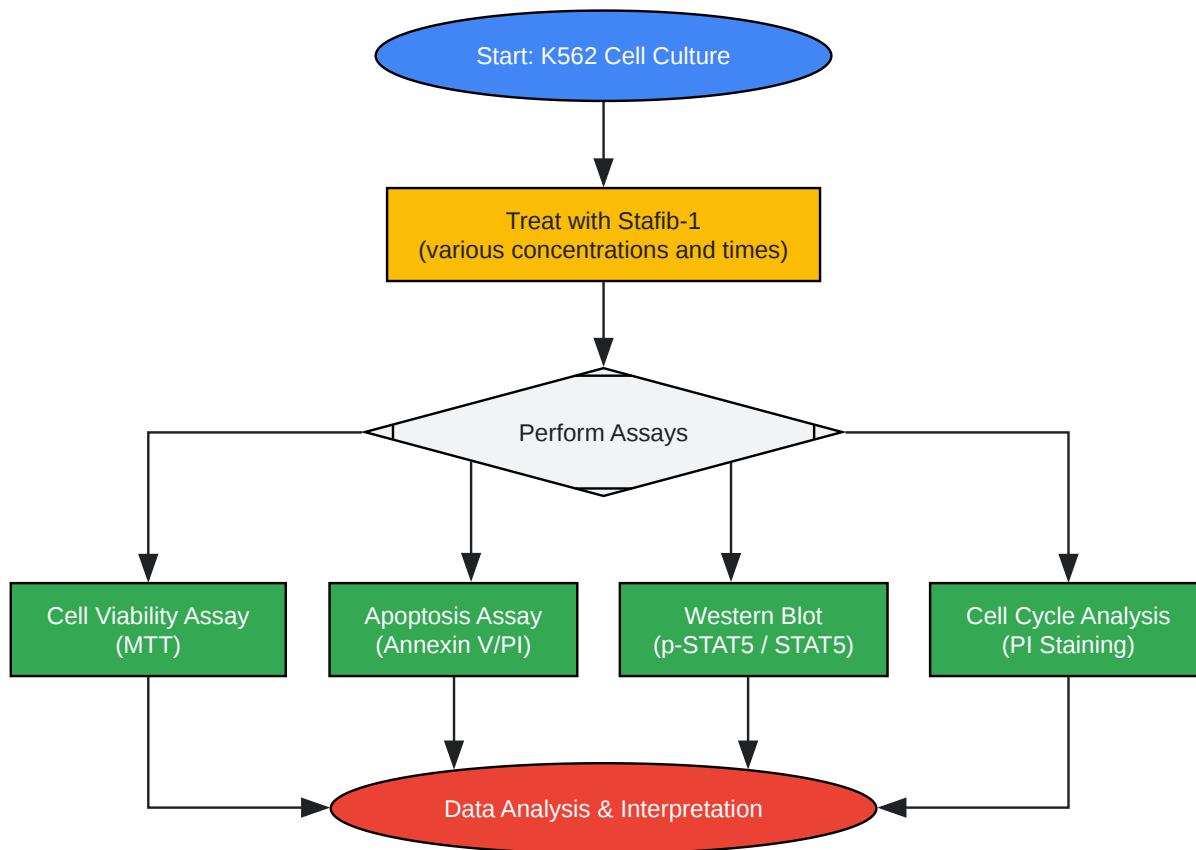 Start: K562 Cell Culture
Treat with Stafib-1
(various concentrations and times)
Perform Assays
Cell Viability Assay
(MTT)
Apoptosis Assay
(Annexin V/PI)
Western Blot
(p-STAT5 / STAT5)
Cell Cycle Analysis
(PI Staining)
Data Analysis & Interpretation